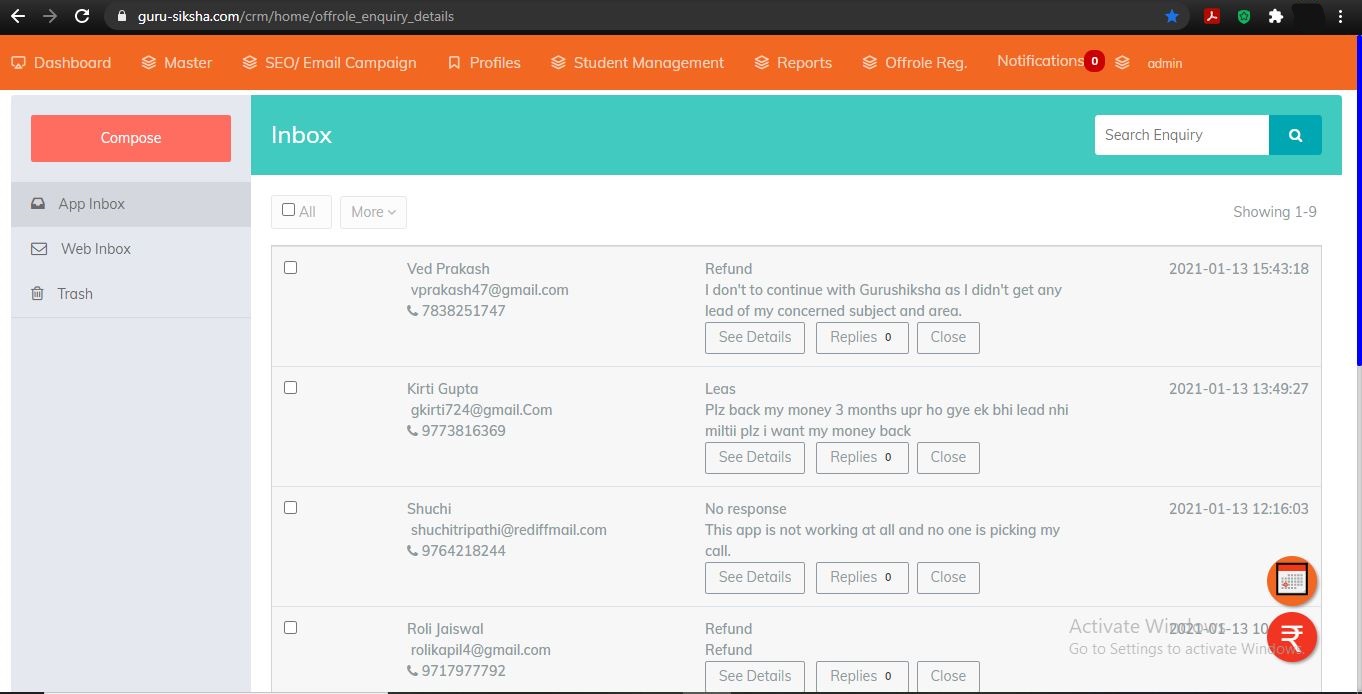 guru-siksha.com/crm/home/offrole_enquiry_details
Dashboard Master SEO/ Email Campaign Profiles Student Management Reports Offrole Reg. Notifications 0 admin
Compose
Inbox
Search Enquiry
App Inbox
Web Inbox
Trash
All
More
Showing 1-9
Ved Prakash
vprakash47@gmail.com
7838251747
Refund
I don't to continue with Gurushiksha as I didn't get any
lead of my concerned subject and area.
See Details Replies 0 Close
2021-01-13 15:43:18
Kirti Gupta
gkirti724@gmail.Com
9773816369
Leas
Plz back my money 3 months upr ho gye ek bhi lead nhi
miltii plz i want my money back
See Details Replies 0 Close
2021-01-13 13:49:27
Shuchi
shuchitripathi@rediffmail.com
9764218244
No response
This app is not working at all and no one is picking my
call.
See Details Replies 0 Close
2021-01-13 12:16:03
Roli Jaiswal
rolikapil4@gmail.com
9717977792
Refund
Refund
See Details Replies 0 Close
2021-01-13 10
₹
Activate Windows
Go to Settings to activate Windows.